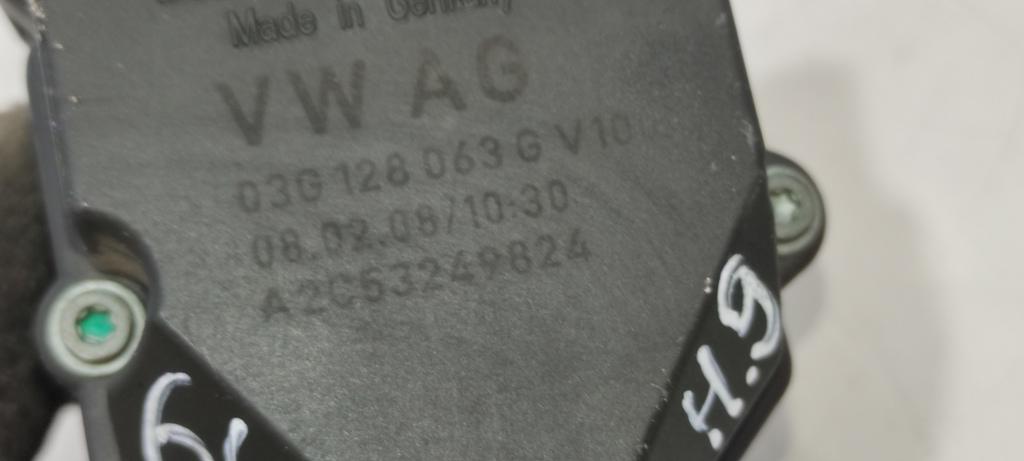 Made in Germany
VW AG
03G 128 063 G V10
08.02.08/10:30
A2C53249824